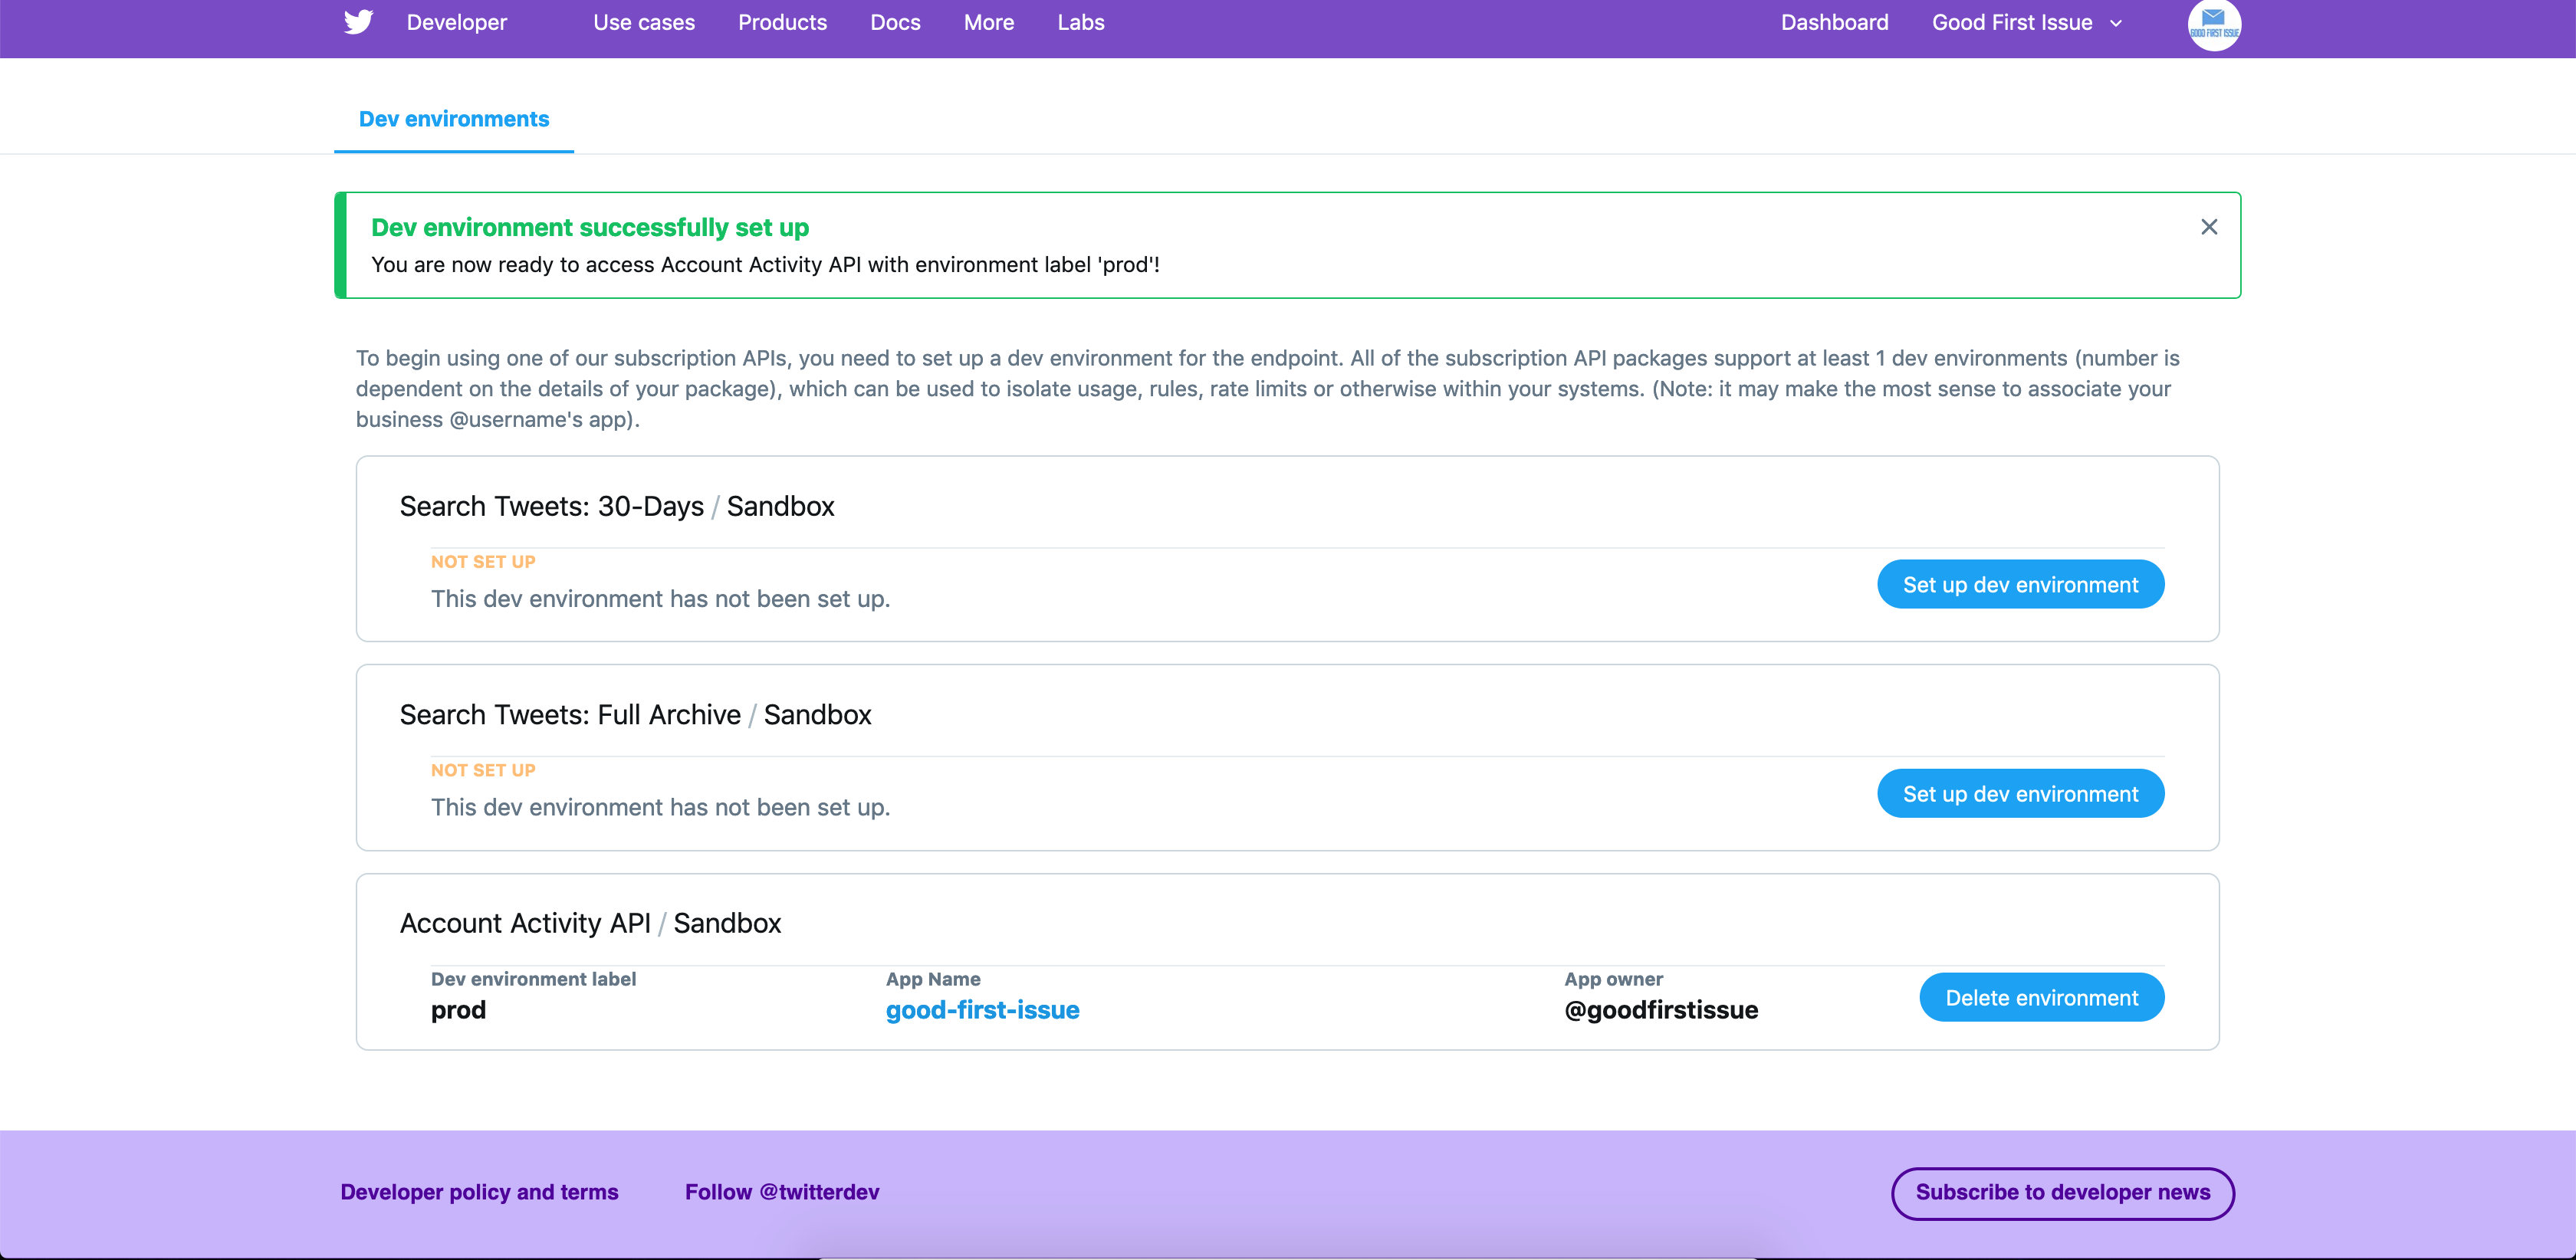 Developer Use cases Products Docs More Labs Dashboard Good First Issue
GOOD FIRST ISSUE
Dev environments
Dev environment successfully set up
You are now ready to access Account Activity API with environment label 'prod'!
To begin using one of our subscription APIs, you need to set up a dev environment for the endpoint. All of the subscription API packages support at least 1 dev environments (number is
dependent on the details of your package), which can be used to isolate usage, rules, rate limits or otherwise within your systems. (Note: it may make the most sense to associate your
business @username's app).
Search Tweets: 30-Days / Sandbox
NOT SET UP
This dev environment has not been set up.
Set up dev environment
Search Tweets: Full Archive / Sandbox
NOT SET UP
This dev environment has not been set up.
Set up dev environment
Account Activity API / Sandbox
Dev environment label App Name App owner
prod good-first-issue @goodfirstissue
Delete environment
Developer policy and terms Follow @twitterdev Subscribe to developer news